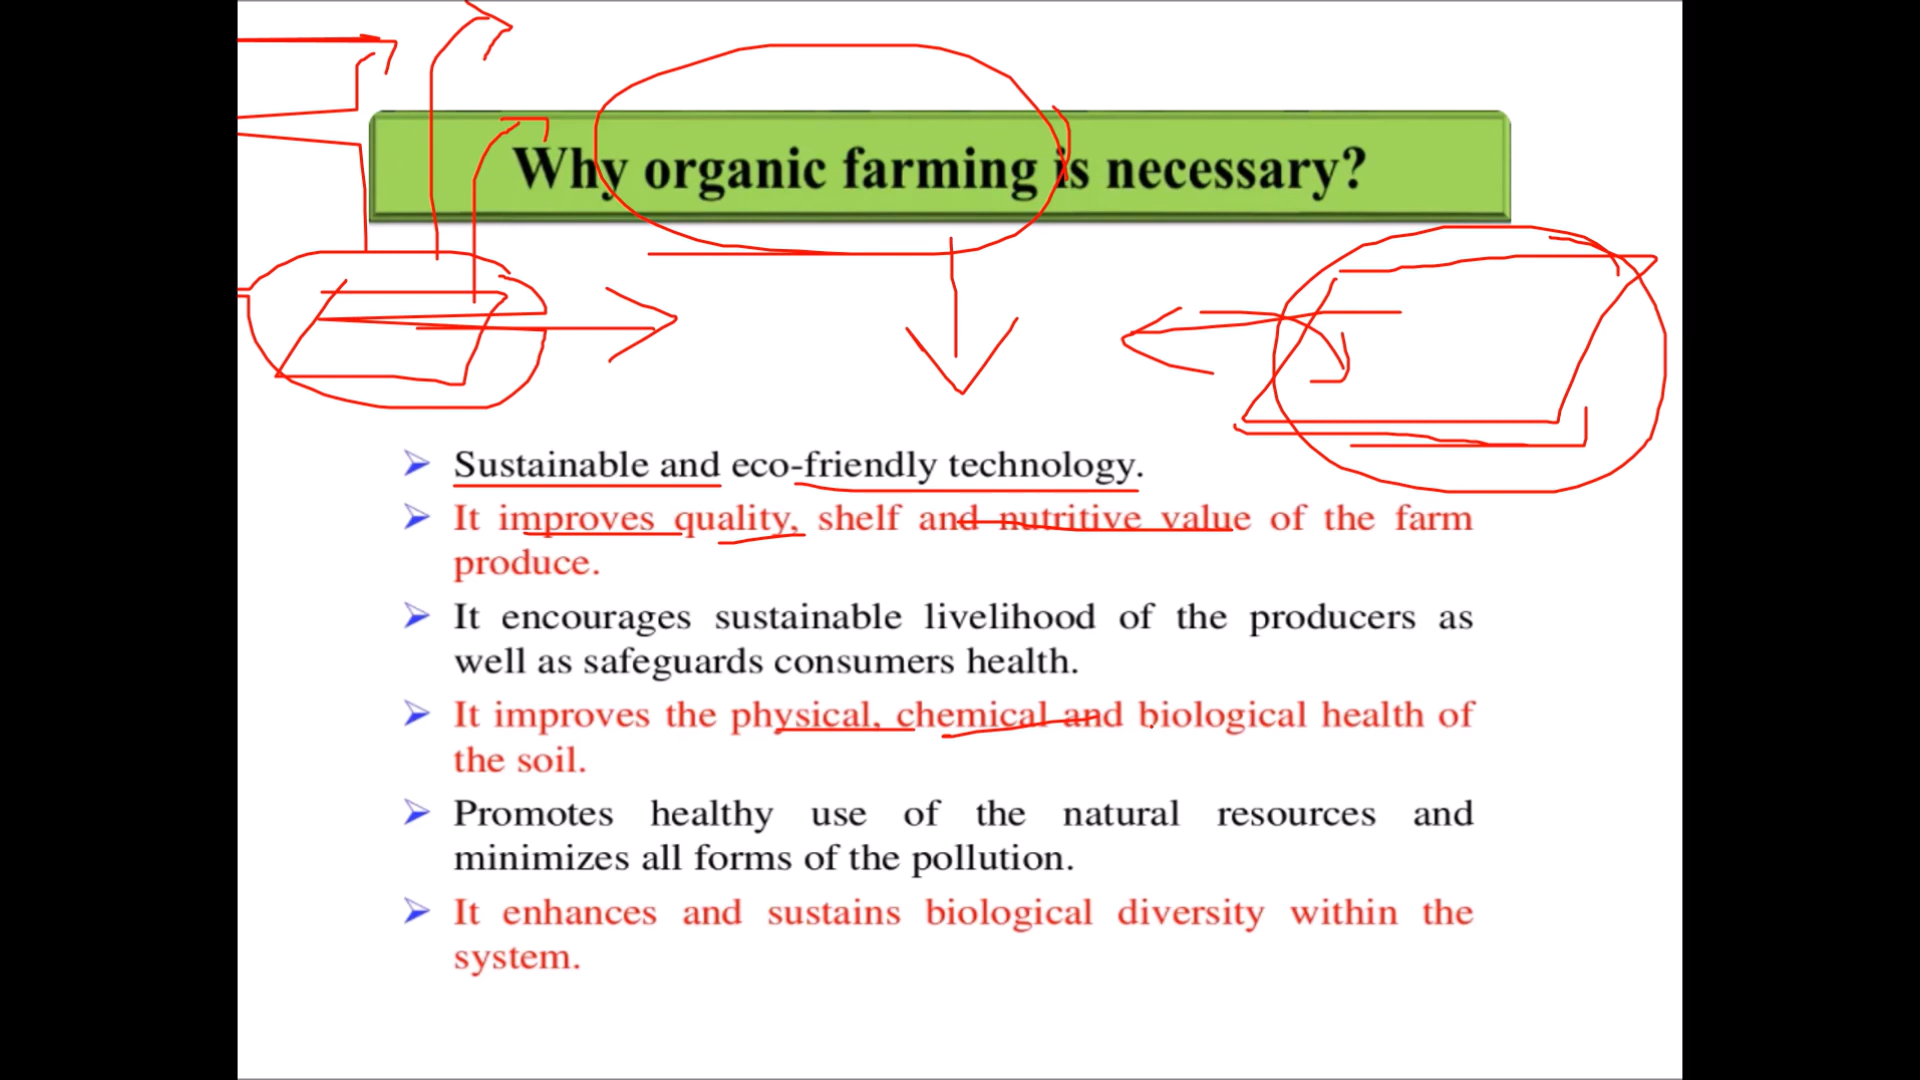 Why organic farming is necessary?
Sustainable and eco-friendly technology.
It improves quality, shelf and nutritive value of the farm
produce.
It encourages sustainable livelihood of the producers as
well as safeguards consumers health.
It improves the physical, chemical and biological health of
the soil.
Promotes healthy use of the natural resources and
minimizes all forms of the pollution.
It enhances and sustains biological diversity within the
system.